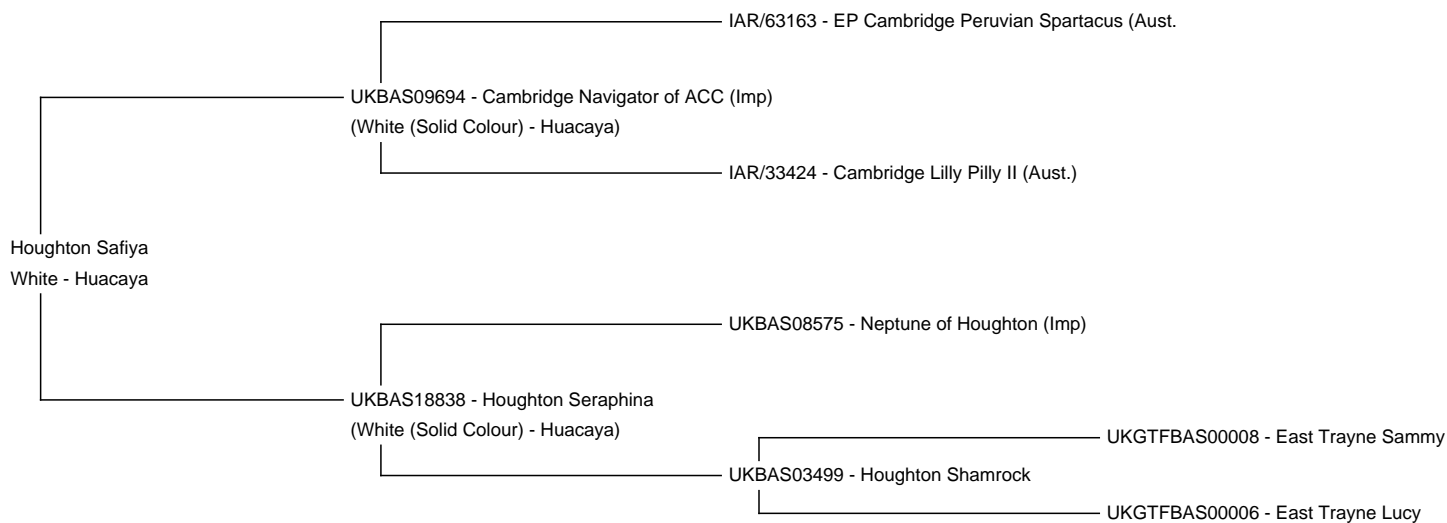 IAR/63163 - EP Cambridge Peruvian Spartacus (Aust.
UKBAS09694 - Cambridge Navigator of ACC (Imp)
(White (Solid Colour) - Huacaya)
IAR/33424 - Cambridge Lilly Pilly II (Aust.)
Houghton Safiya
White - Huacaya
UKBAS08575 - Neptune of Houghton (Imp)
UKBAS18838 - Houghton Seraphina
(White (Solid Colour) - Huacaya)
UKGTFBAS00008 - East Trayne Sammy
UKBAS03499 - Houghton Shamrock
UKGTFBAS00006 - East Trayne Lucy